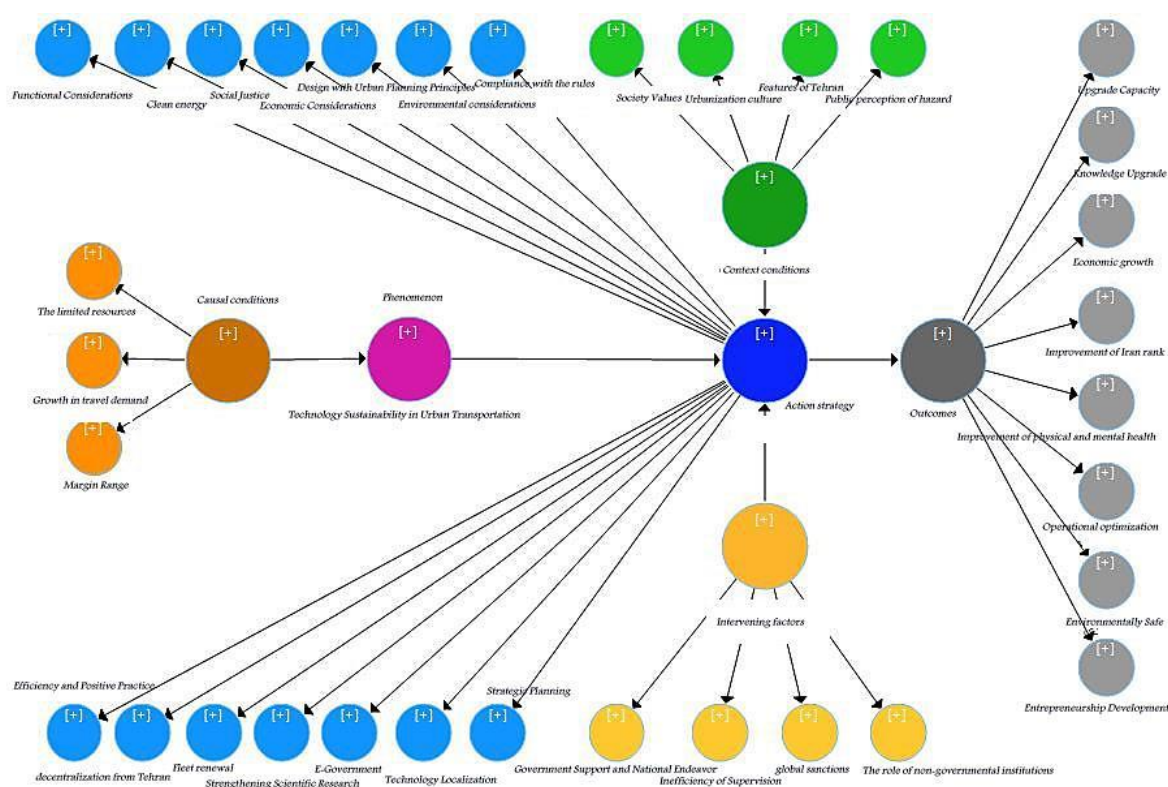 [+] [+] [+] [+] [+] [+] [+] [+] [+] [+] [+] [+]
Functional Considerations
Clean energy
Social Justice
Economic Considerations
Design with Urban Planning Principles
Environmental considerations
Compliance with the rules
Society Values
Urbanization culture
Features of Tehran
Public perception of hazard
Upgrade Capacity
[+]
Knowledge Upgrade
[+]
[+]
Economic growth
Context conditions
[+]
The limited resources
Causal conditions
[+]
Phenomenon
[+]
[+]
Action strategy
[+]
Outcomes
[+]
Improvement of Iran rank
[+]
Growth in travel demand
Technology Sustainability in Urban Transportation
[+]
Improvement of physical and mental health
[+]
Margin Range
[+]
Operational optimization
[+]
Intervening factors
[+]
Environmentally Safe
[+]
Entrepreneurship Development
Efficiency and Positive Practice
Strategic Planning
[+] [+] [+] [+] [+] [+] [+] [+] [+] [+] [+]
decentralization from Tehran
Fleet renewal
Strengthening Scientific Research
E-Government
Technology Localization
Government Support and National Endeavor
Inefficiency of Supervision
global sanctions
The role of non-governmental institutions